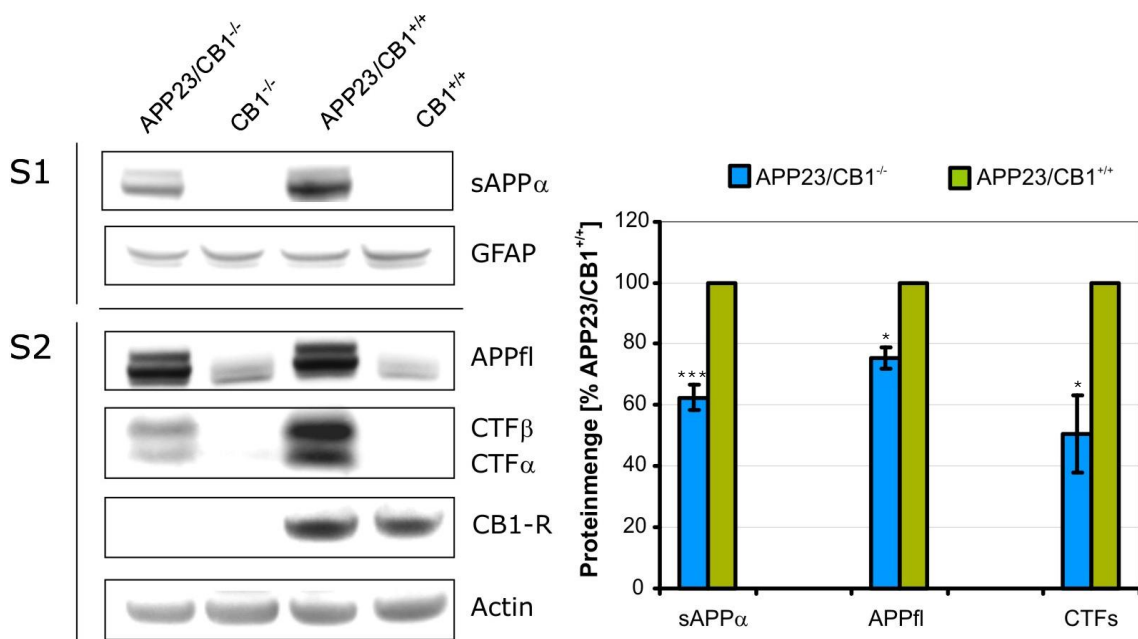 APP23/CB1-/-
CB1-/-
APP23/CB1+/+
CB1+/+
S1
sAPPα
GFAP
S2
APPfl
CTFβ
CTFα
CB1-R
Actin
APP23/CB1-/-
APP23/CB1+/+
Proteinmenge [% APP23/CB1+/+]
120
100
80
60
40
20
0
***
*
*
sAPPα
APPfl
CTFs